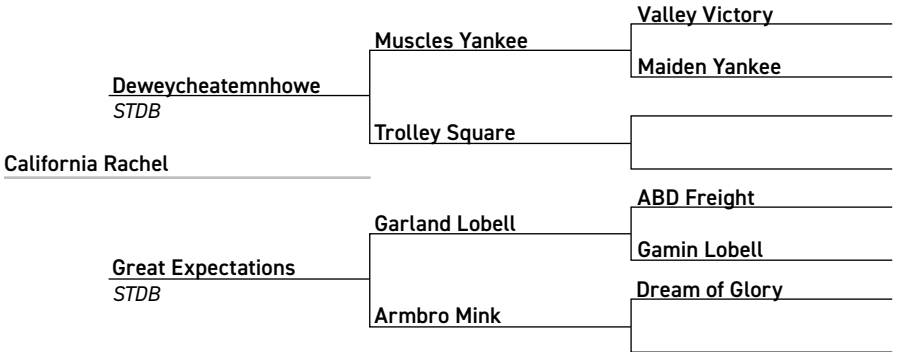 Valley Victory
Muscles Yankee
Maiden Yankee
Deweycheatemnhowe
STDB
Trolley Square
California Rachel
ABD Freight
Garland Lobell
Gamin Lobell
Great Expectations
STDB
Dream of Glory
Armbro Mink